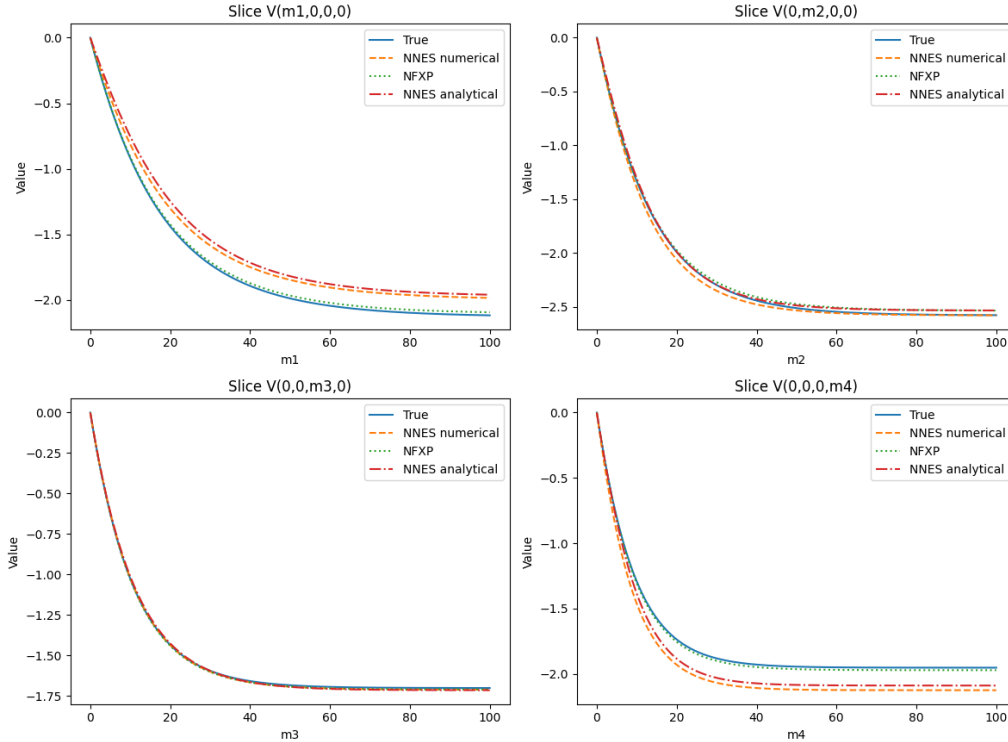 Slice V(m1,0,0,0)
0.0
−0.5
−1.0
−1.5
−2.0
Value
True
NNES numerical
NFXP
NNES analytical
0 20 40 60 80 100
m1
Slice V(0,m2,0,0)
0.0
−0.5
−1.0
−1.5
−2.0
−2.5
Value
True
NNES numerical
NFXP
NNES analytical
0 20 40 60 80 100
m2
Slice V(0,0,m3,0)
0.00
−0.25
−0.50
−0.75
−1.00
−1.25
−1.50
−1.75
Value
True
NNES numerical
NFXP
NNES analytical
0 20 40 60 80 100
m3
Slice V(0,0,0,m4)
0.0
−0.5
−1.0
−1.5
−2.0
Value
True
NNES numerical
NFXP
NNES analytical
0 20 40 60 80 100
m4